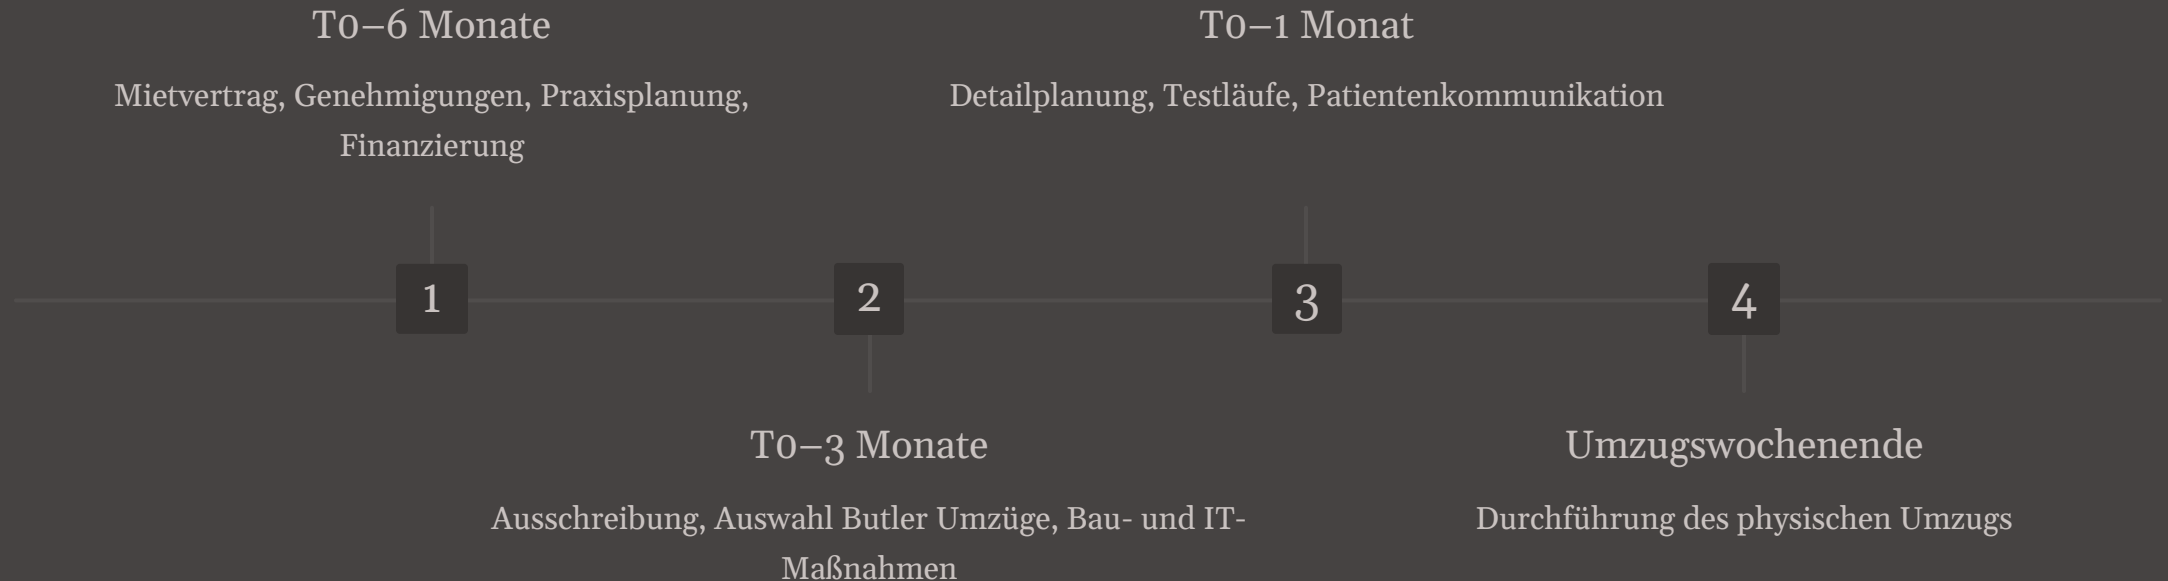 T0–6 Monate
Mietvertrag, Genehmigungen, Praxisplanung,
Finanzierung
1
T0–3 Monate
Ausschreibung, Auswahl Butler Umzüge, Bau- und IT-
Maßnahmen
2
T0–1 Monat
Detailplanung, Testläufe, Patientenkommunikation
3
Umzugswochenende
Durchführung des physischen Umzugs
4